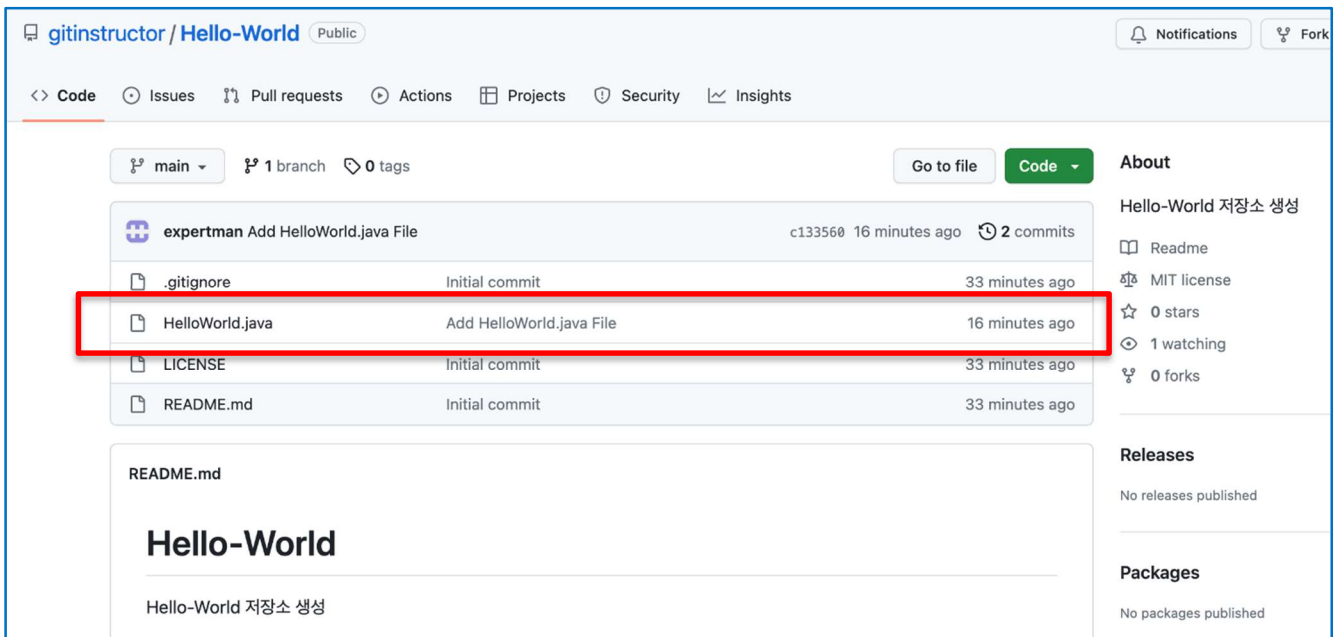 gitinstructor / Hello-World Public
Notifications
Fork
Code Issues Pull requests Actions Projects Security Insights
main 1 branch 0 tags Go to file Code
expertman Add HelloWorld.java File c133560 16 minutes ago 2 commits
.gitignore Initial commit 33 minutes ago
HelloWorld.java Add HelloWorld.java File 16 minutes ago
LICENSE Initial commit 33 minutes ago
README.md Initial commit 33 minutes ago
README.md
Hello-World
Hello-World 저장소 생성
About
Hello-World 저장소 생성
Readme
MIT license
0 stars
1 watching
0 forks
Releases
No releases published
Packages
No packages published